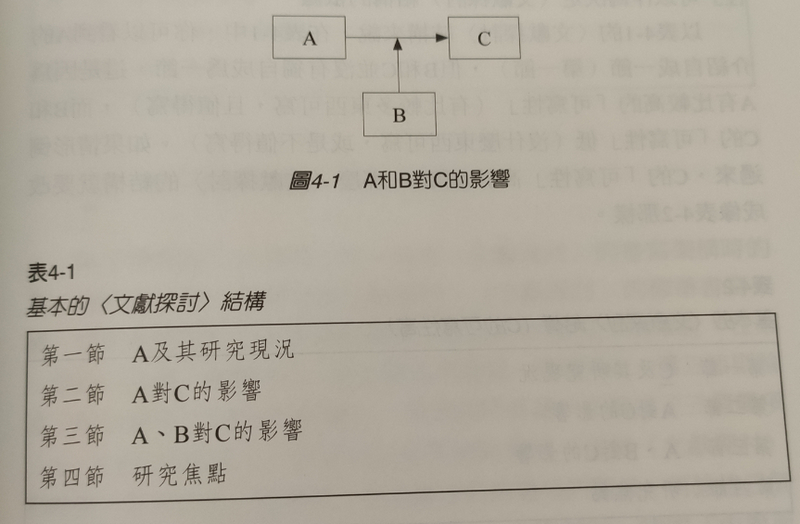 A
C
B
圖4-1 A和B對C的影響
表4-1
基本的〈文獻探討〉結構
第一節 A及其研究現況
第二節 A對C的影響
第三節 A、B對C的影響
第四節 研究焦點